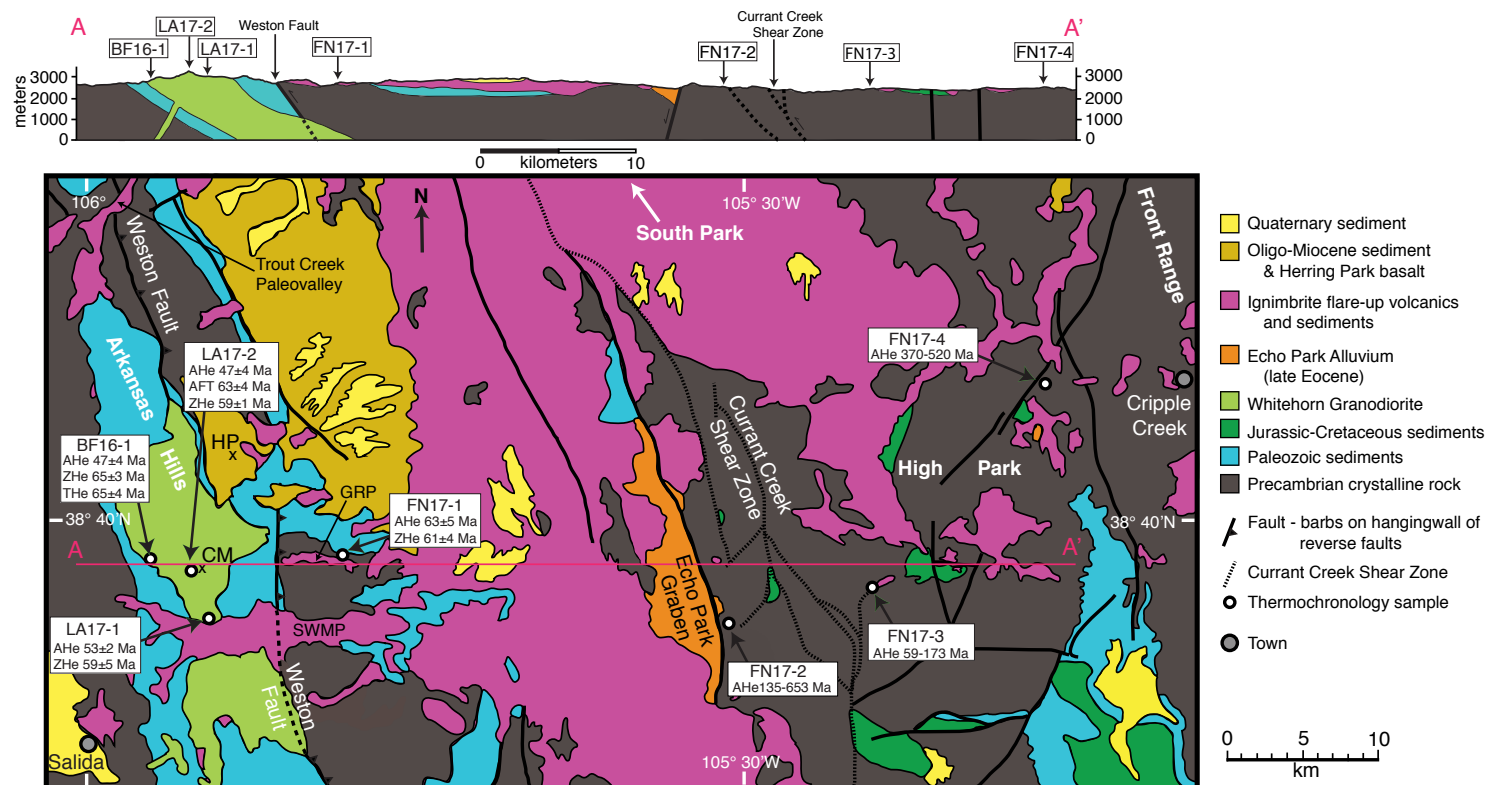 A
A’
BF16-1
LA17-2
LA17-1
Weston Fault
FN17-1
FN17-2
Currant Creek
Shear Zone
FN17-3
FN17-4
meters
3000
2000
1000
0
3000
2000
1000
0
0 kilometers 10
106°
N
South Park
105° 30’W
Front Range
Weston Fault
Trout Creek
Paleovalley
Arkansas
Hills
LA17-2
AHe 47±4 Ma
AFT 63±4 Ma
ZHe 59±1 Ma
FN17-4
AHe 370-520 Ma
Cripple
Creek
BF16-1
AHe 47±4 Ma
ZHe 65±3 Ma
THe 65±4 Ma
HP
x
Currant Creek
Shear Zone
High Park
GRP
FN17-1
AHe 63±5 Ma
ZHe 61±4 Ma
38° 40’N
38° 40’N
A
A’
CM
x
Echo Park
Graben
LA17-1
AHe 53±2 Ma
ZHe 59±5 Ma
SWMP
FN17-3
AHe 59-173 Ma
FN17-2
AHe135-653 Ma
Weston
Fault
Salida
105° 30’W
Quaternary sediment
Oligo-Miocene sediment
& Herring Park basalt
Ignimbrite flare-up volcanics
and sediments
Echo Park Alluvium
(late Eocene)
Whitehorn Granodiorite
Jurassic-Cretaceous sediments
Paleozoic sediments
Precambrian crystalline rock
Fault - barbs on hangingwall of
reverse faults
Currant Creek Shear Zone
Thermochronology sample
Town
0 5 10
km